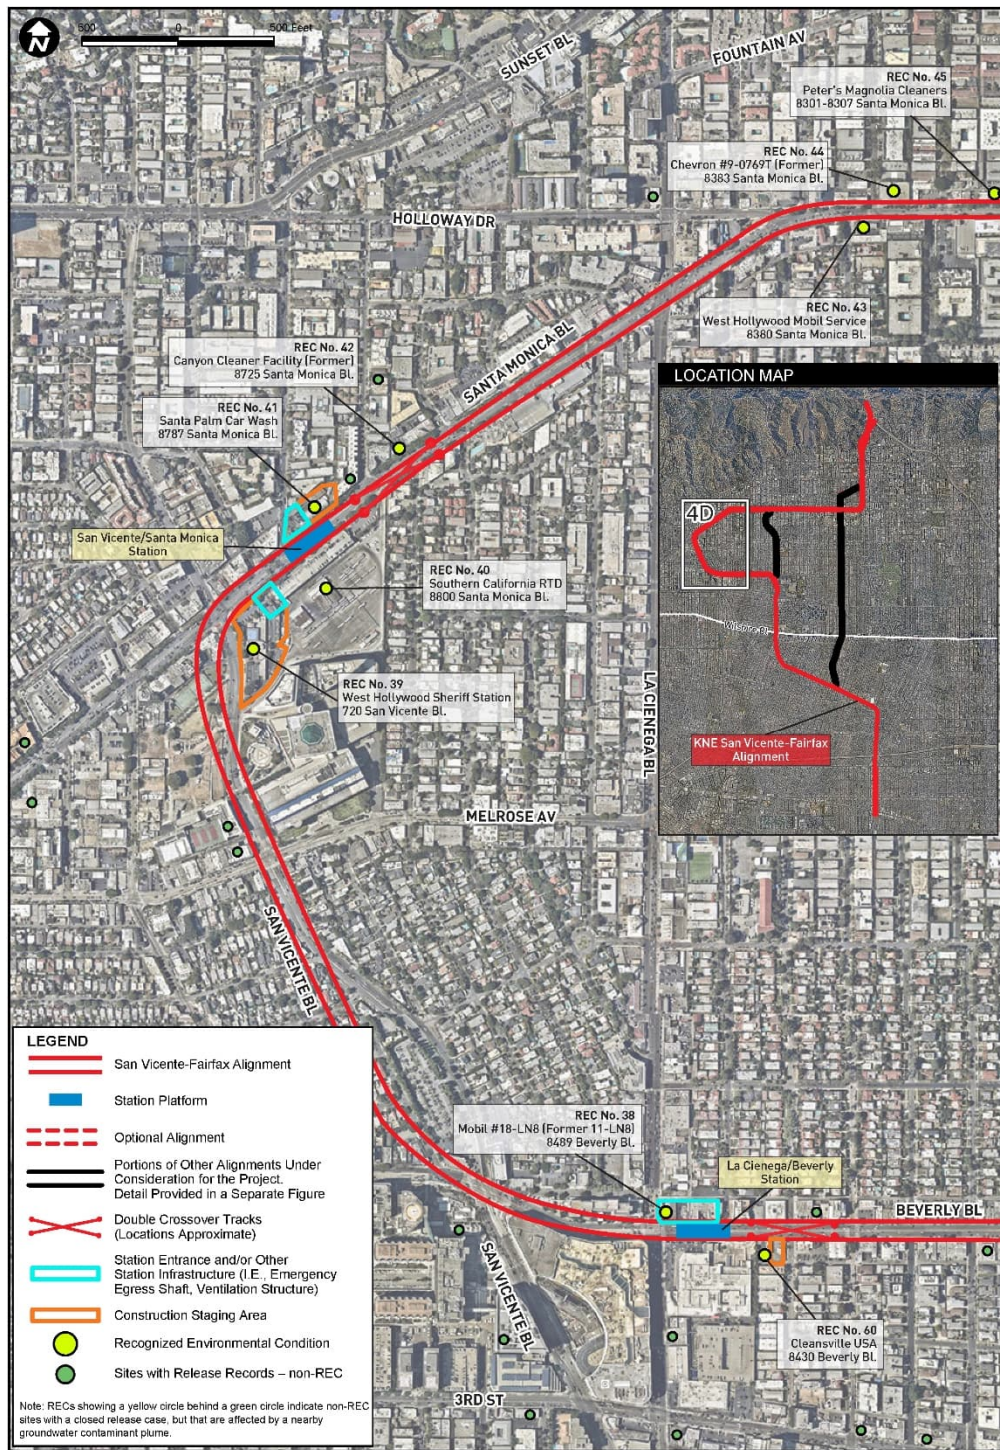 N
500
0
500 Feet
SUNSET BL
FOUNTAIN AV
REC No. 45
Peter's Magnolia Cleaners
8301-8307 Santa Monica Bl.
REC No. 44
Chevron #9-0769T (Former)
8383 Santa Monica Bl.
HOLLOWAY DR
REC No. 43
West Hollywood Mobil Service
8380 Santa Monica Bl.
SANTA MONICA BL
REC No. 42
Canyon Cleaner Facility (Former)
8725 Santa Monica Bl.
REC No. 41
Santa Palm Car Wash
8787 Santa Monica Bl.
San Vicente/Santa Monica
Station
REC No. 40
Southern California RTD
8800 Santa Monica Bl.
REC No. 39
West Hollywood Sheriff Station
720 San Vicente Bl.
LA CIENEGA BL
LOCATION MAP
4D
Wilshire Bl
KNE San Vicente-Fairfax
Alignment
MELROSE AV
SAN VICENTE BL
REC No. 38
Mobil #18-LN8 (Former 11-LN8)
8489 Beverly Bl.
La Cienega/Beverly
Station
BEVERLY BL
SAN VICENTE BL
REC No. 60
Cleansville USA
8430 Beverly Bl.
3RD ST
LEGEND
San Vicente-Fairfax Alignment
Station Platform
Optional Alignment
Portions of Other Alignments Under
Consideration for the Project.
Detail Provided in a Separate Figure
Double Crossover Tracks
(Locations Approximate)
Station Entrance and/or Other
Station Infrastructure (I.E., Emergency
Egress Shaft, Ventilation Structure)
Construction Staging Area
Recognized Environmental Condition
Sites with Release Records – non-REC
Note: RECs showing a yellow circle behind a green circle indicate non-REC
sites with a closed release case, but that are affected by a nearby
groundwater contaminant plume.